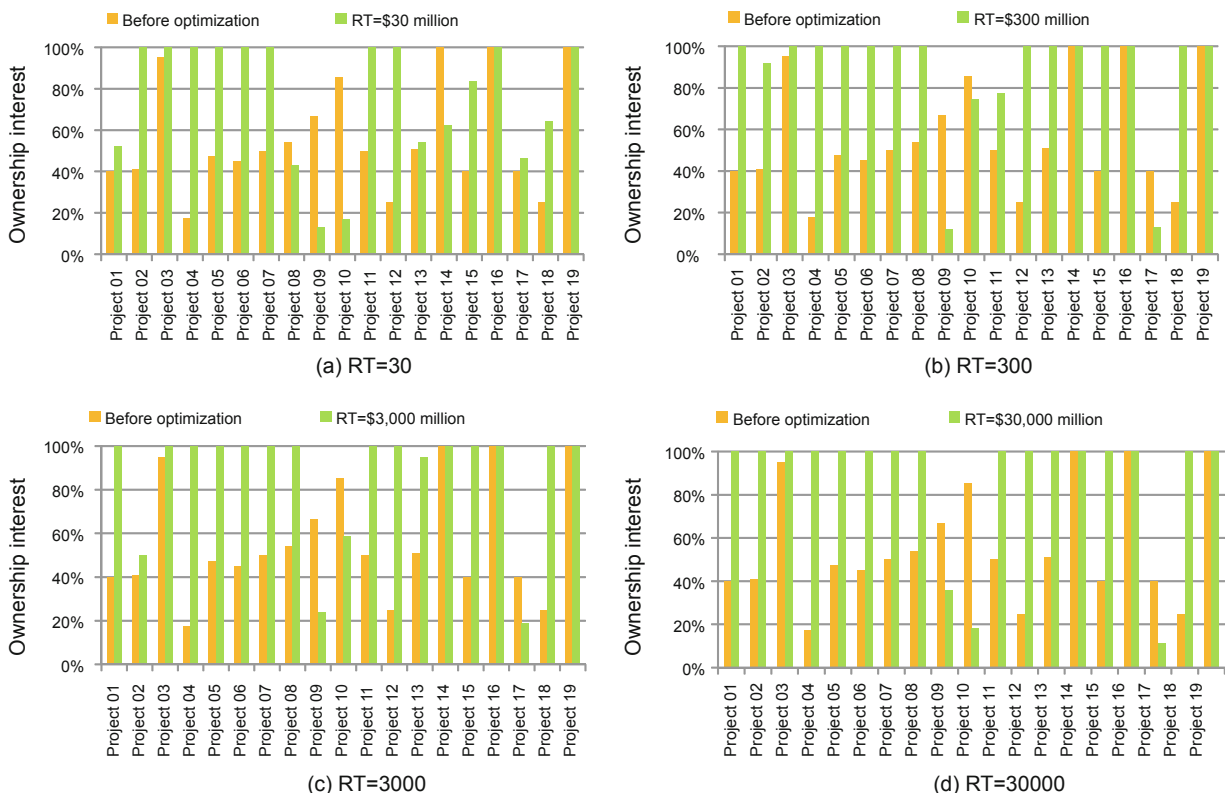 Before optimization RT=$30 million
Ownership interest
100%
80%
60%
40%
20%
0%
Project 01
Project 02
Project 03
Project 04
Project 05
Project 06
Project 07
Project 08
Project 09
Project 10
Project 11
Project 12
Project 13
Project 14
Project 15
Project 16
Project 17
Project 18
Project 19
(a) RT=30
Before optimization RT=$300 million
Ownership interest
100%
80%
60%
40%
20%
0%
Project 01
Project 02
Project 03
Project 04
Project 05
Project 06
Project 07
Project 08
Project 09
Project 10
Project 11
Project 12
Project 13
Project 14
Project 15
Project 16
Project 17
Project 18
Project 19
(b) RT=300
Before optimization RT=$3,000 million
Ownership interest
100%
80%
60%
40%
20%
0%
Project 01
Project 02
Project 03
Project 04
Project 05
Project 06
Project 07
Project 08
Project 09
Project 10
Project 11
Project 12
Project 13
Project 14
Project 15
Project 16
Project 17
Project 18
Project 19
(c) RT=3000
Before optimization RT=$30,000 million
Ownership interest
100%
80%
60%
40%
20%
0%
Project 01
Project 02
Project 03
Project 04
Project 05
Project 06
Project 07
Project 08
Project 09
Project 10
Project 11
Project 12
Project 13
Project 14
Project 15
Project 16
Project 17
Project 18
Project 19
(d) RT=30000